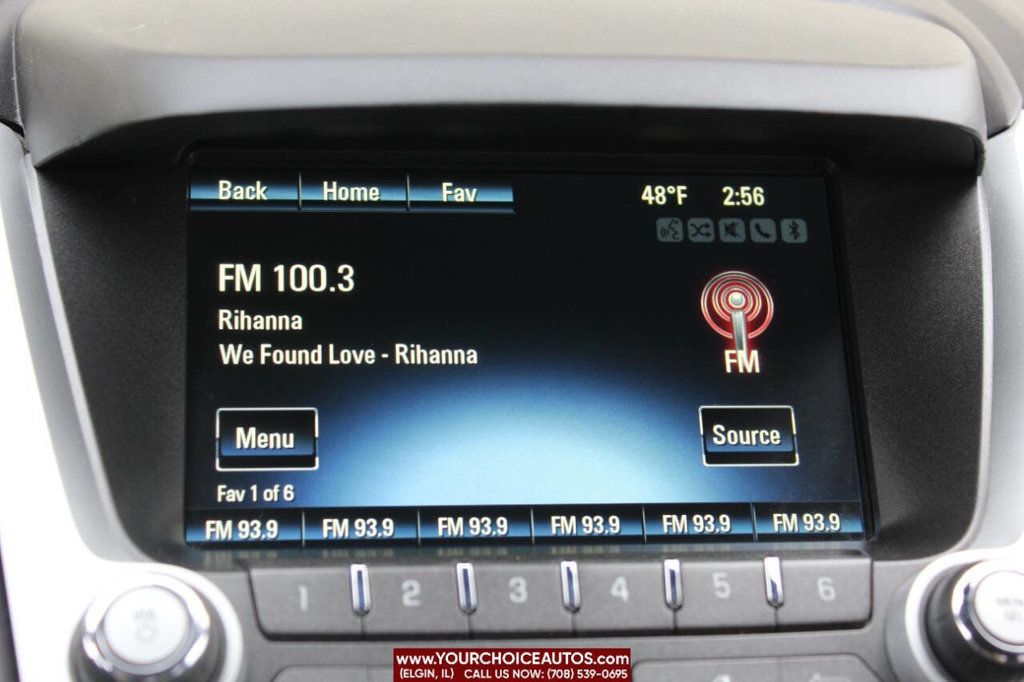 Back Home Fav 48°F 2:56
FM 100.3
Rihanna
We Found Love - Rihanna
FM
Menu Source
Fav 1 of 6
FM 93.9 FM 93.9 FM 93.9 FM 93.9 FM 93.9 FM 93.9
1 2 3 4 5 6
www.YOURCHOICEAUTOS.com
(ELGIN, IL) CALL US NOW: (708) 539-0695